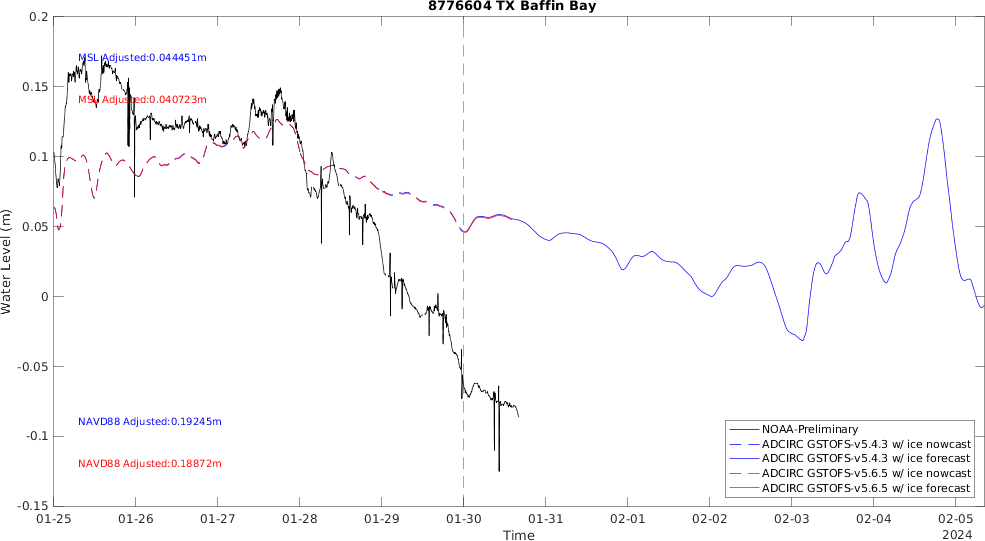 8776604 TX Baffin Bay
Water Level (m)
0.2
0.15
0.1
0.05
0
-0.05
-0.1
-0.15
MSL Adjusted:0.044451m
MSL Adjusted:0.040723m
NAVD88 Adjusted:0.19245m
NAVD88 Adjusted:0.18872m
NOAA-Preliminary
ADCIRC GSTOFS-v5.4.3 w/ ice nowcast
ADCIRC GSTOFS-v5.4.3 w/ ice forecast
ADCIRC GSTOFS-v5.6.5 w/ ice nowcast
ADCIRC GSTOFS-v5.6.5 w/ ice forecast
01-25 01-26 01-27 01-28 01-29 01-30 01-31 02-01 02-02 02-03 02-04 02-05
Time
2024